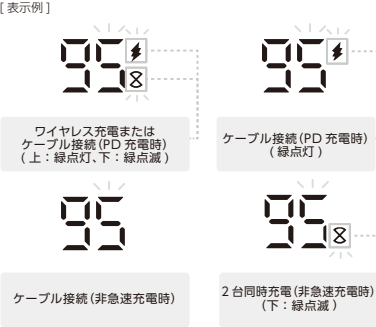 [ 表示例 ]
95
95
ワイヤレス充電または
ケーブル接続 (PD 充電時)
( 上：緑点灯、下：緑点滅 )
ケーブル接続 (PD 充電時)
( 緑点灯 )
95
95
ケーブル接続 (非急速充電時)
2 台同時充電 (非急速充電時)
(下：緑点滅 )